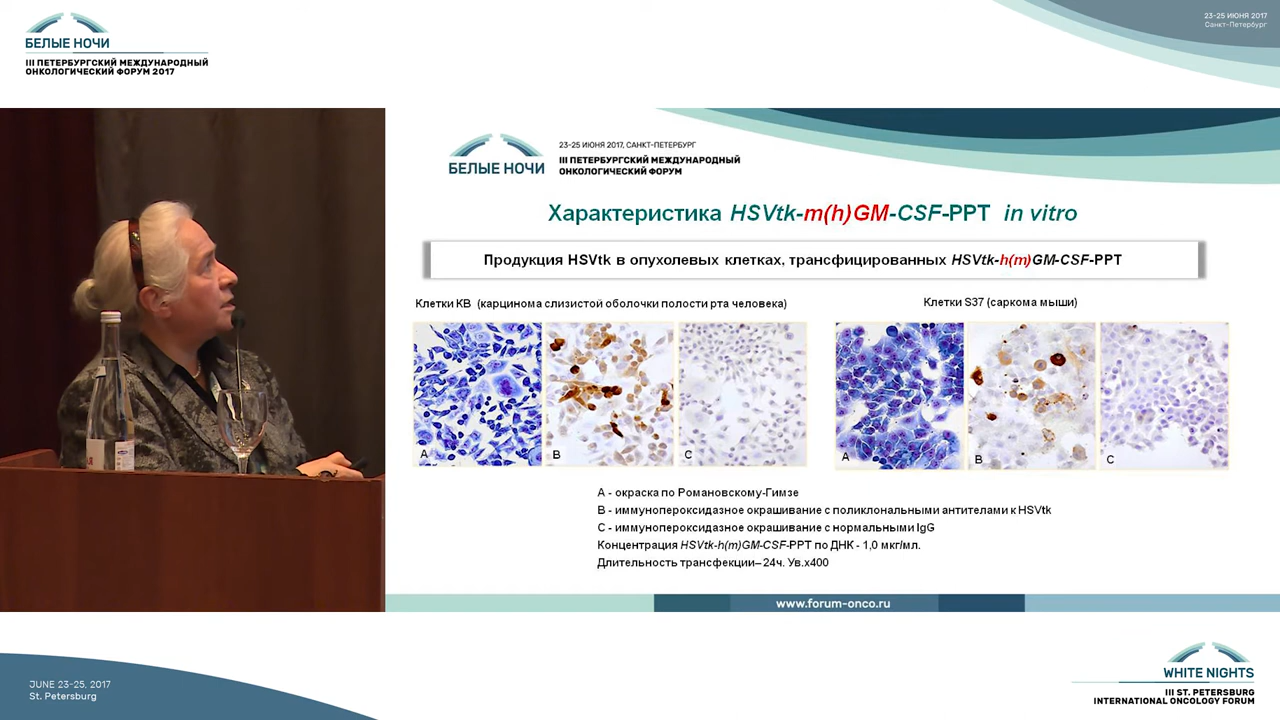 БЕЛЫЕ НОЧИ
III ПЕТЕРБУРГСКИЙ МЕЖДУНАРОДНЫЙ
ОНКОЛОГИЧЕСКИЙ ФОРУМ 2017
23-25 ИЮНЯ 2017
Санкт-Петербург
БЕЛЫЕ НОЧИ
23-25 ИЮНЯ 2017, САНКТ-ПЕТЕРБУРГ
III ПЕТЕРБУРГСКИЙ МЕЖДУНАРОДНЫЙ
ОНКОЛОГИЧЕСКИЙ ФОРУМ
Характеристика HSVtk-m(h)GM-CSF-PPT in vitro
Продукция HSVtk в опухолевых клетках, трансфицированных HSVtk-h(m)GM-CSF-PPT
Клетки KB (карцинома слизистой оболочки полости рта человека)
Клетки S37 (саркома мыши)
A B C A B C
A - окраска по Романовскому-Гимзе
B - иммунопероксидазное окрашивание с поликлональными антителами к HSVtk
C - иммунопероксидазное окрашивание с нормальными IgG
Концентрация HSVtk-h(m)GM-CSF-PPT по ДНК - 1,0 мкг/мл.
Длительность трансфекции– 24ч. Ув.х400
www.forum-onco.ru
JUNE 23-25, 2017
St. Petersburg
WHITE NIGHTS
III ST. PETERSBURG
INTERNATIONAL ONCOLOGY FORUM